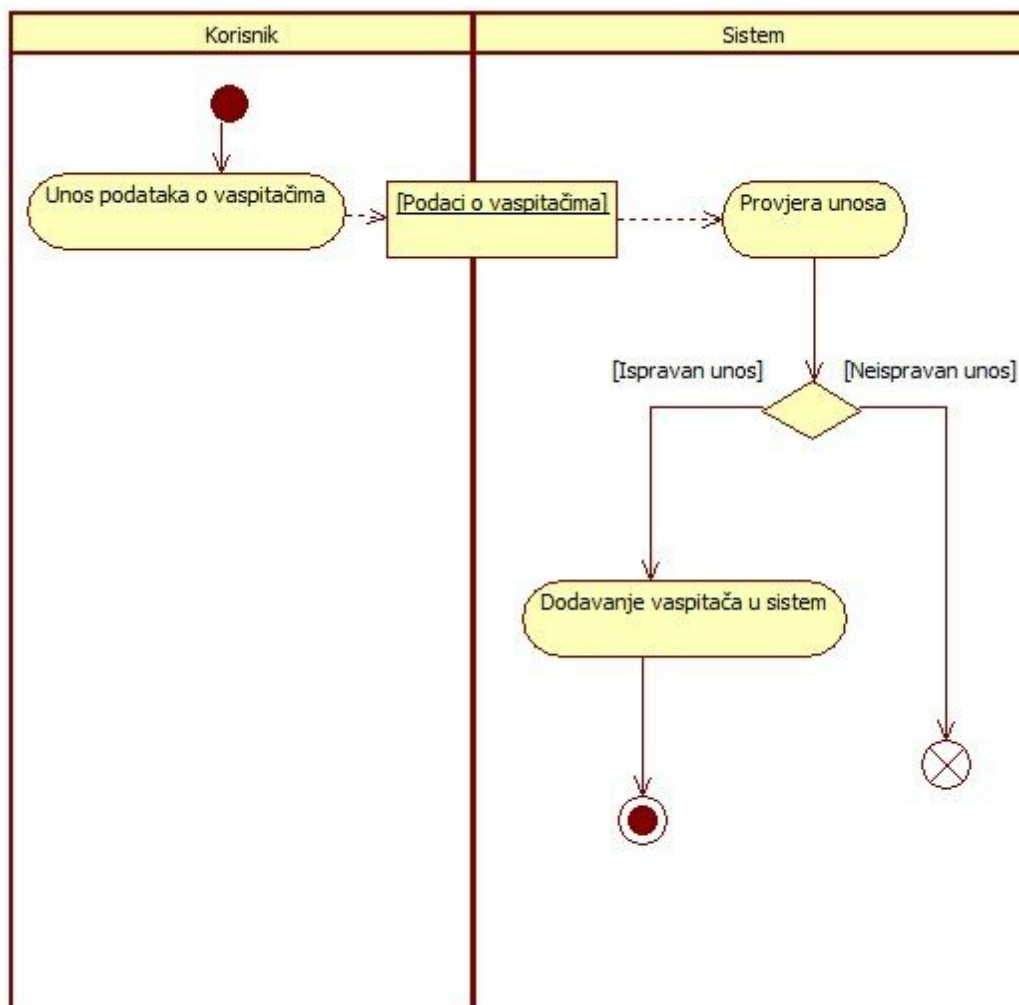 Korisnik
Sistem
Unos podataka o vaspitačima
[Podaci o vaspitačima]
Provjera unosa
[Ispravan unos]
[Neispravan unos]
Dodavanje vaspitača u sistem